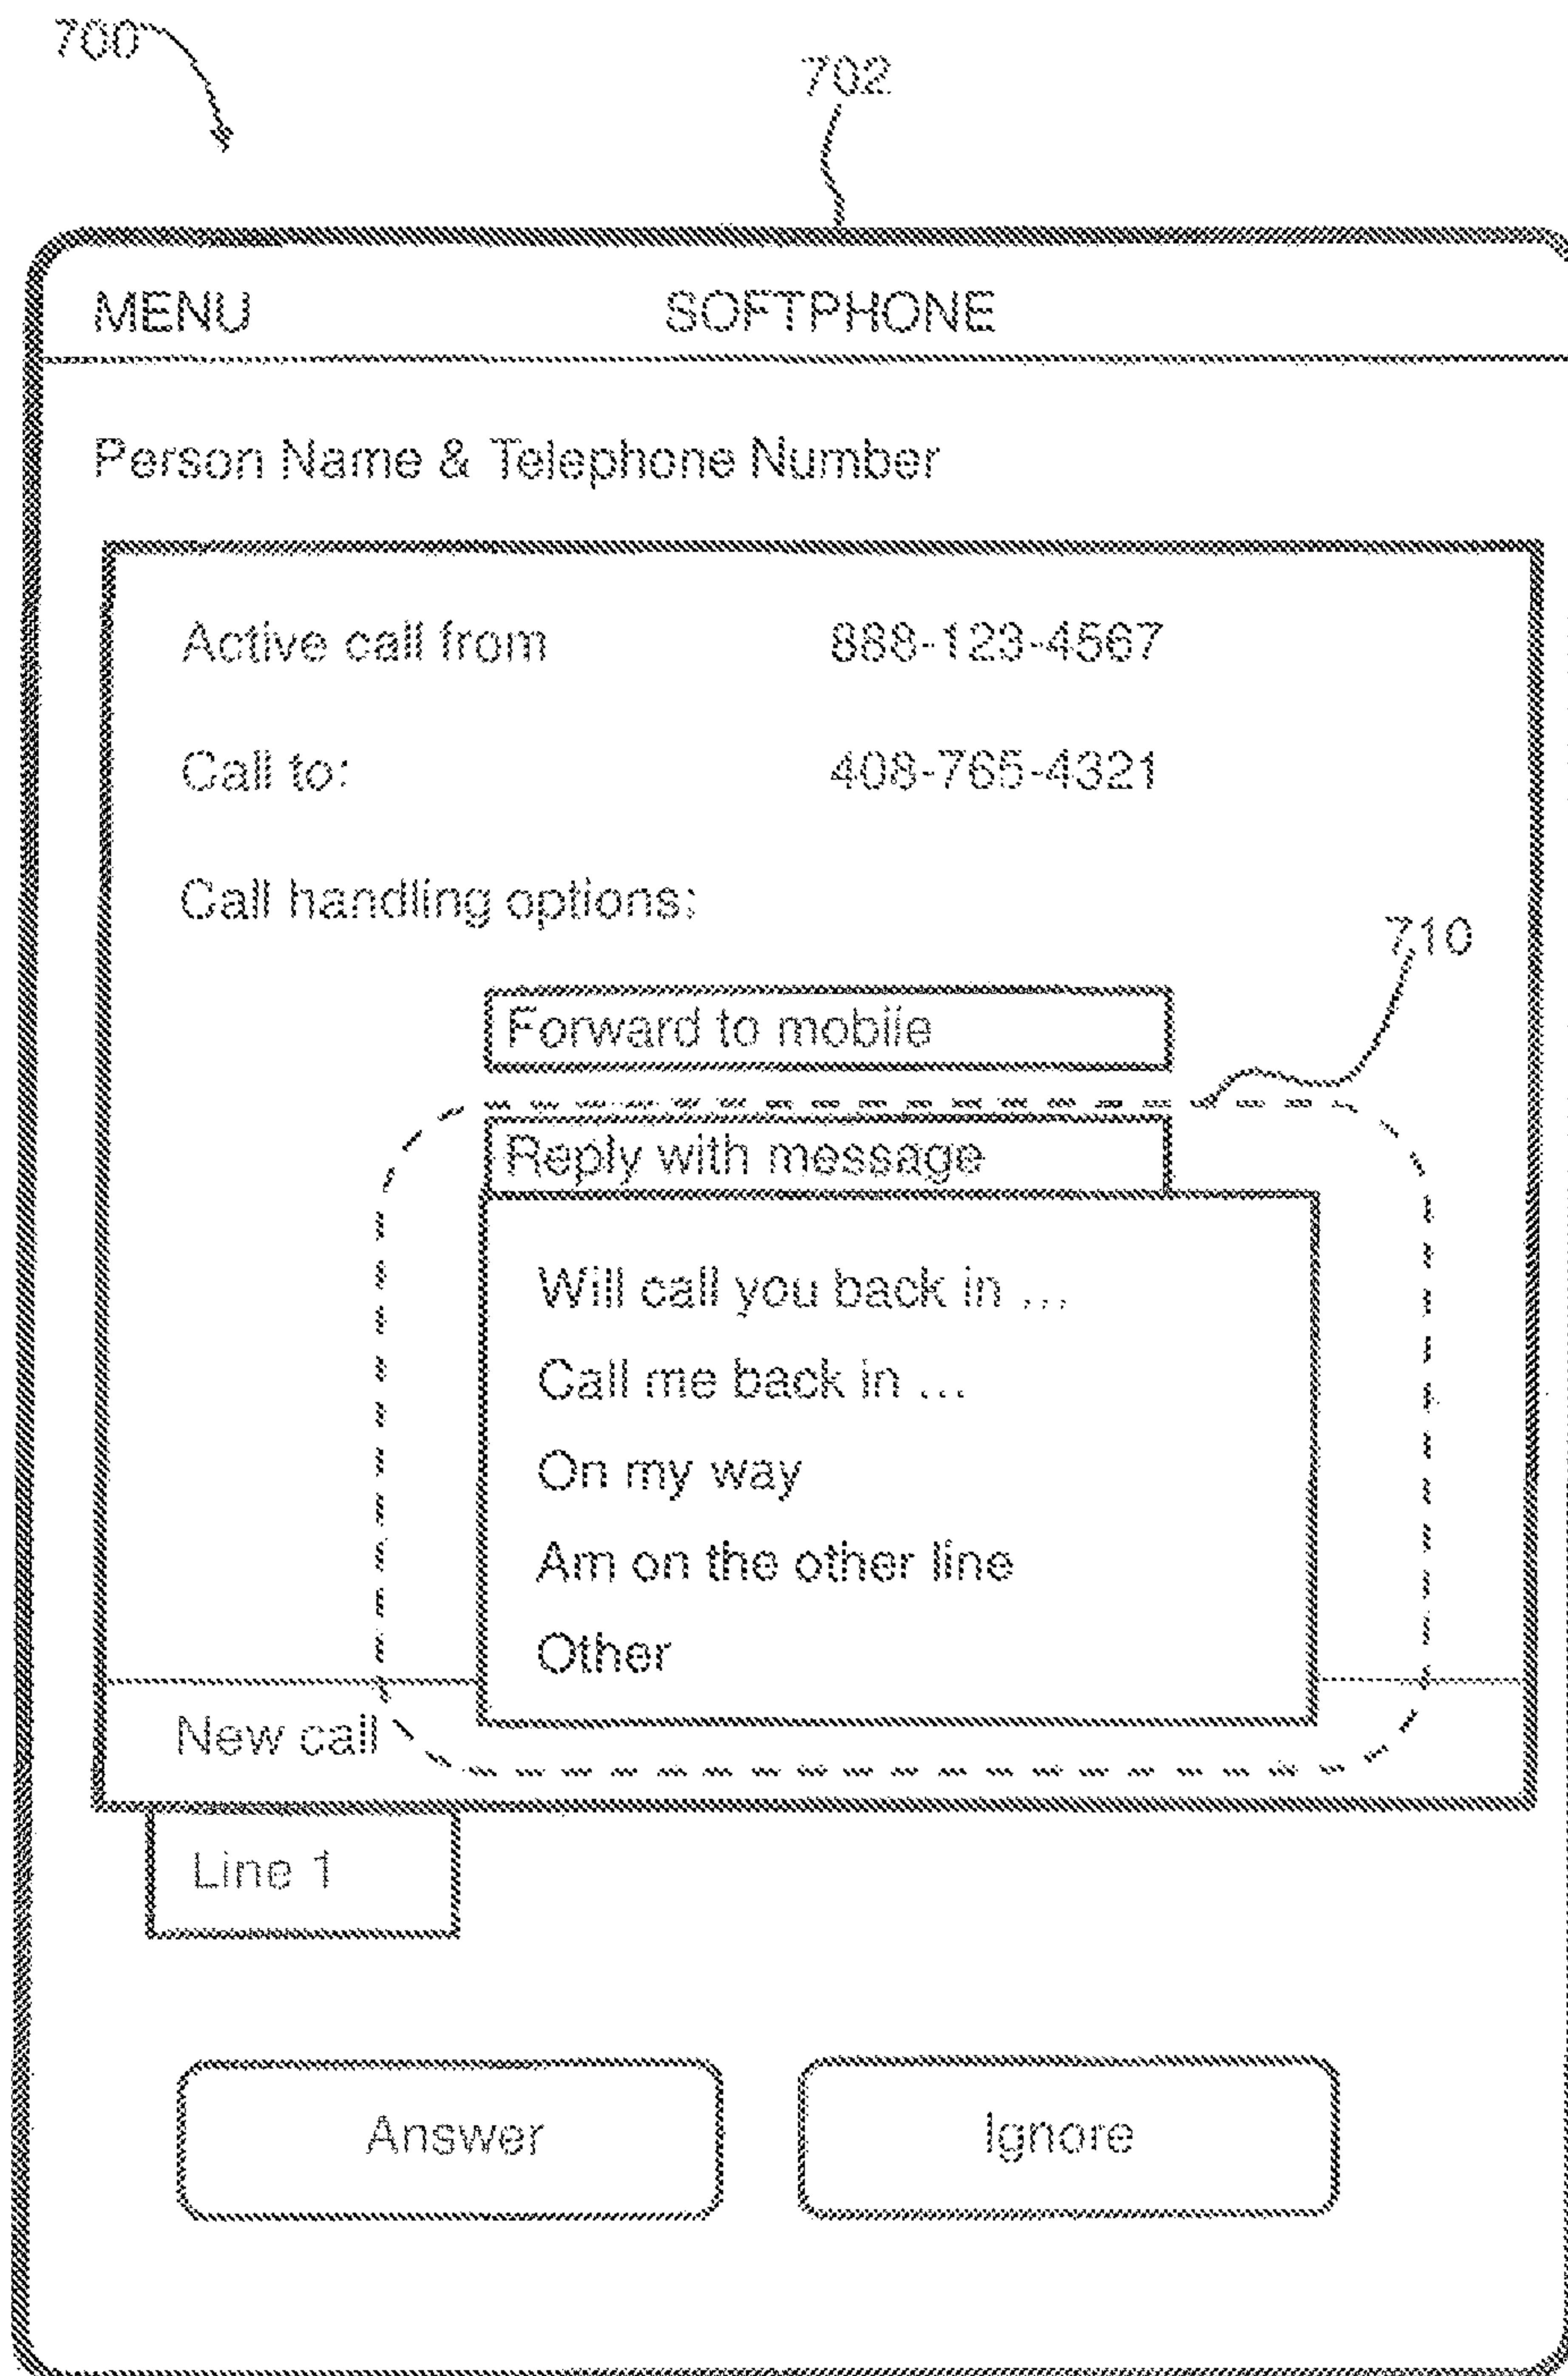 700
702
MENU SOFTPHONE
Person Name & Telephone Number
Active call from 888-123-4567
Call to: 408-765-4321
Call handling options:
710
Forward to mobile
Reply with message
Will call you back in ...
Call me back in ...
On my way
Am on the other line
Other
New call
Line 1
Answer Ignore